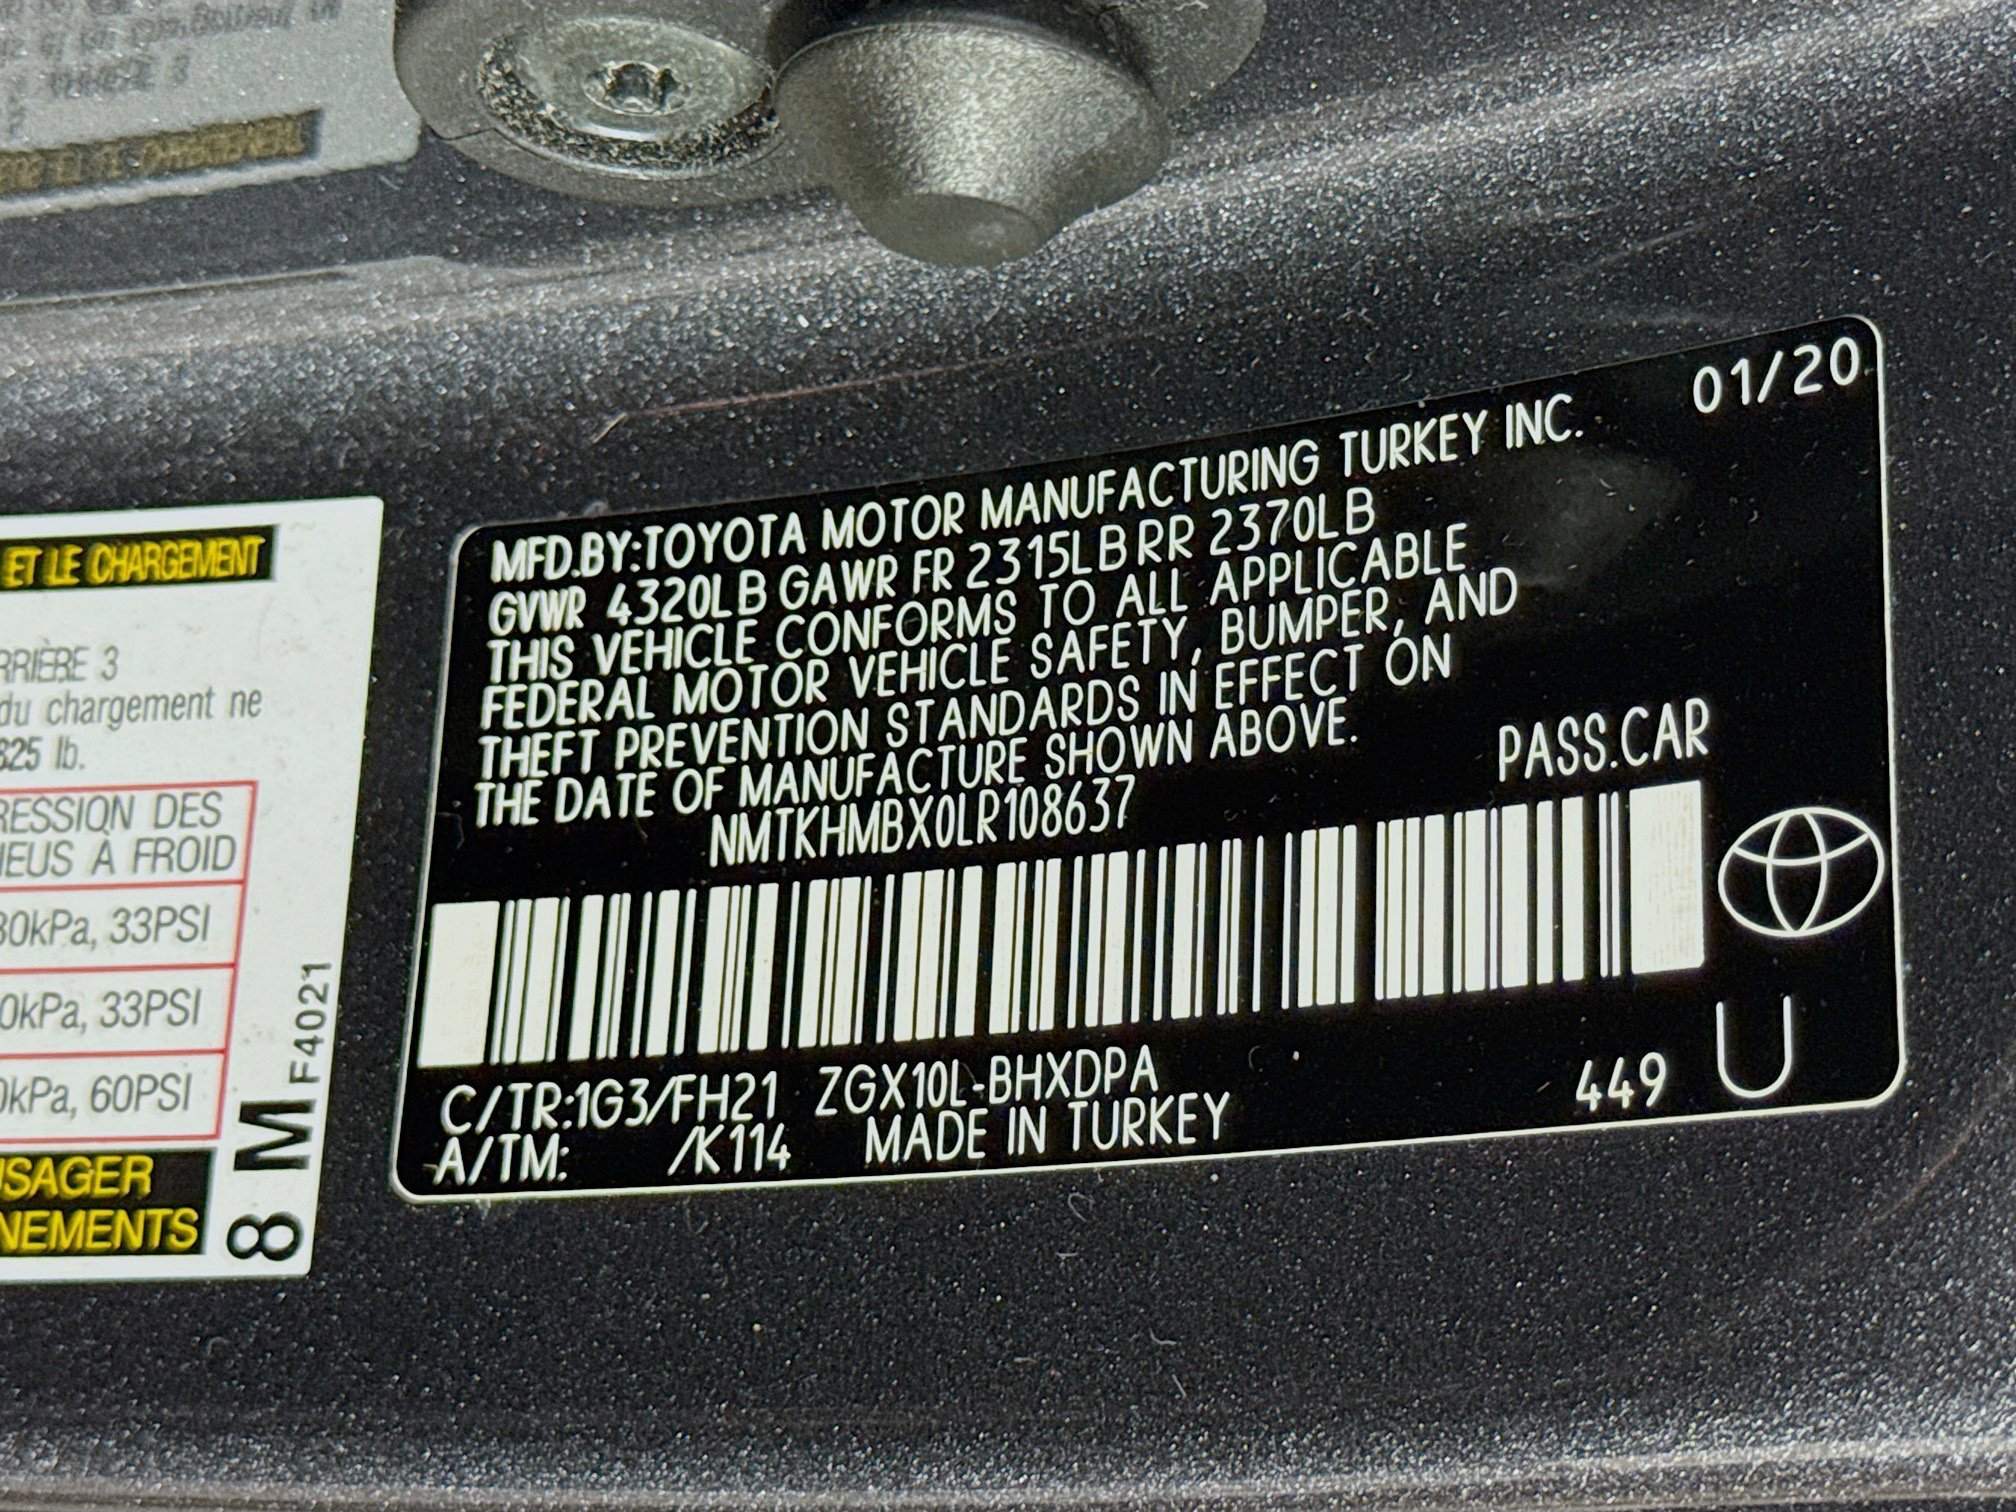 ET LE CHARGEMENT
RRIÈRE 3
du chargement ne
825 lb.
RESSION DES
NEUS À FROID
30kPa, 33PSI
0kPa, 33PSI
0kPa, 60PSI
USAGER
NEMENTS
8 M F4021
01/20
MFD.BY:TOYOTA MOTOR MANUFACTURING TURKEY INC.
GVWR 4320LB GAWR FR 2315LB RR 2370LB
THIS VEHICLE CONFORMS TO ALL APPLICABLE
FEDERAL MOTOR VEHICLE SAFETY, BUMPER, AND
THEFT PREVENTION STANDARDS IN EFFECT ON
THE DATE OF MANUFACTURE SHOWN ABOVE.
NMTKHMBX0LR108637
PASS.CAR
C/TR:1G3/FH21 ZGX10L-BHXDPA
A/TM: /K114 MADE IN TURKEY
449 U